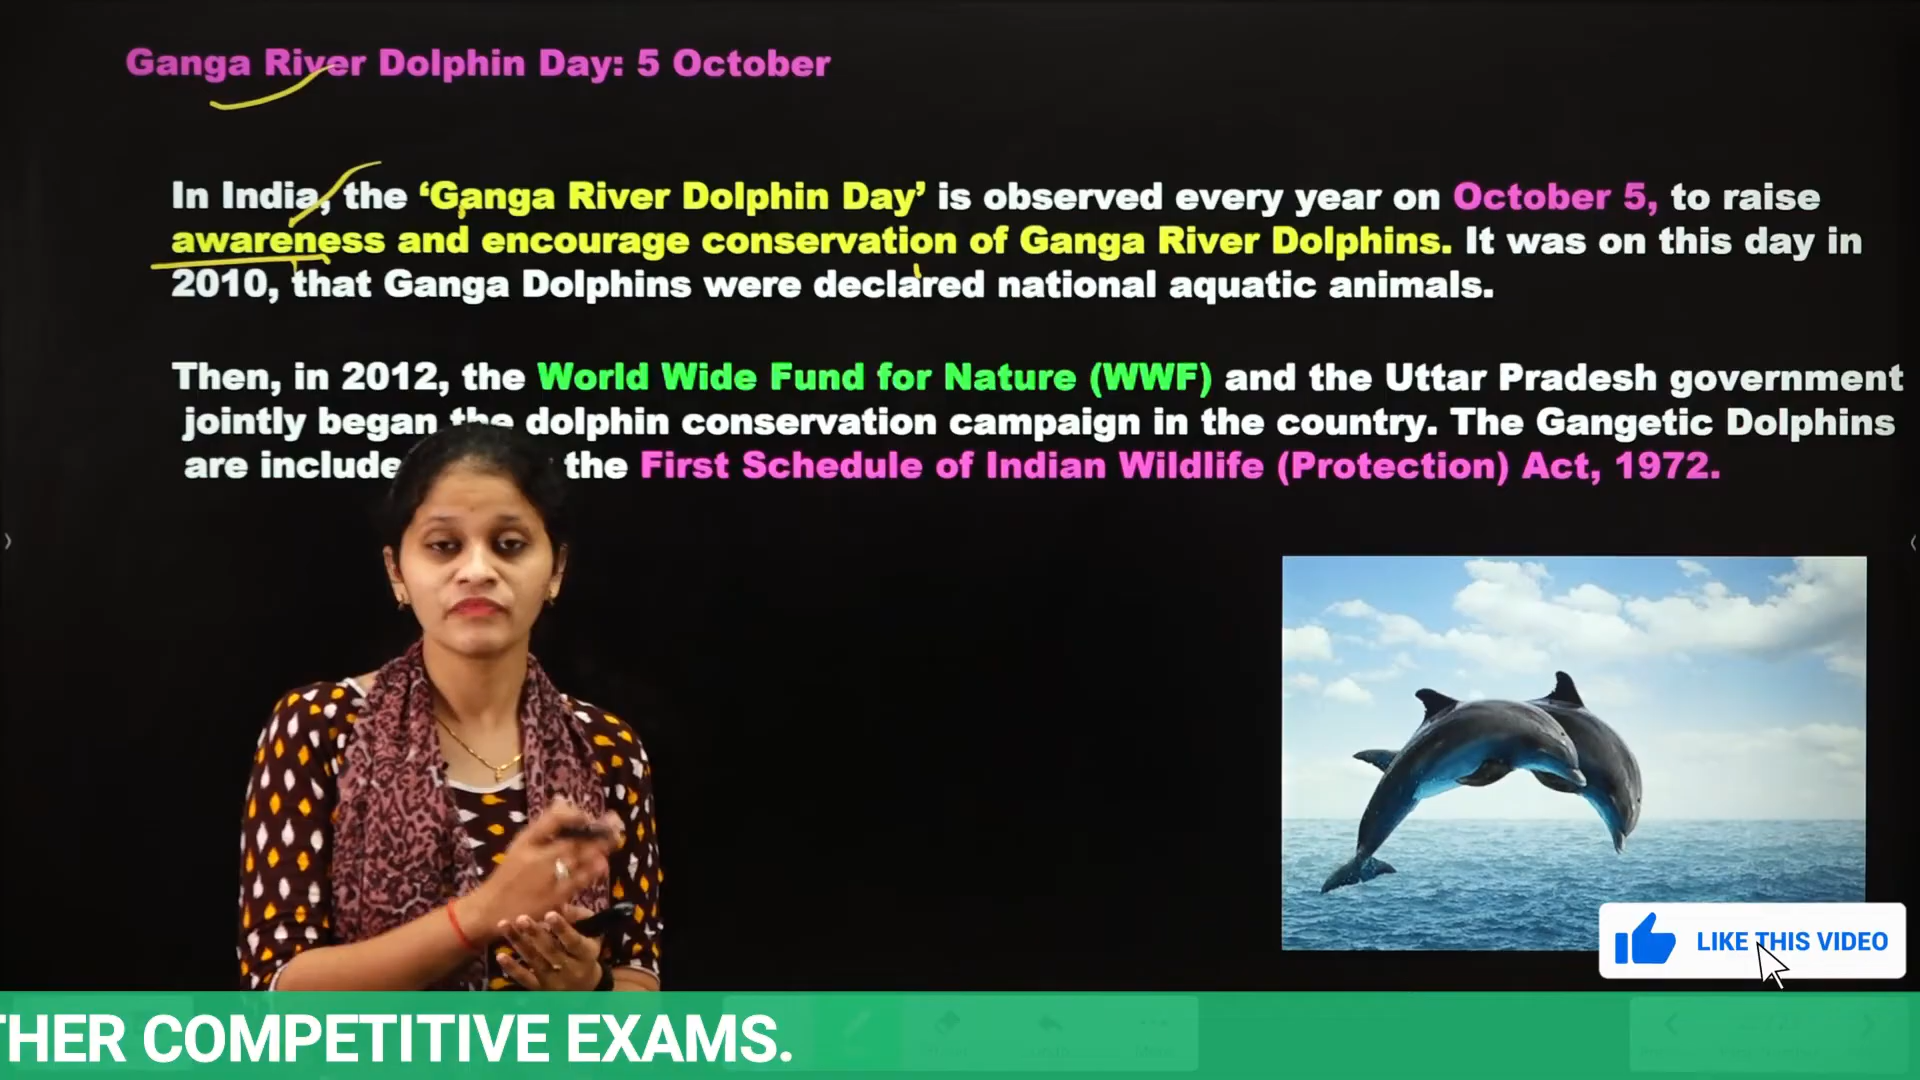 Ganga River Dolphin Day: 5 October
In India, the ‘Ganga River Dolphin Day’ is observed every year on October 5, to raise
awareness and encourage conservation of Ganga River Dolphins. It was on this day in
2010, that Ganga Dolphins were declared national aquatic animals.
Then, in 2012, the World Wide Fund for Nature (WWF) and the Uttar Pradesh government
jointly began the dolphin conservation campaign in the country. The Gangetic Dolphins
are include the First Schedule of Indian Wildlife (Protection) Act, 1972.
LIKE THIS VIDEO
THER COMPETITIVE EXAMS.